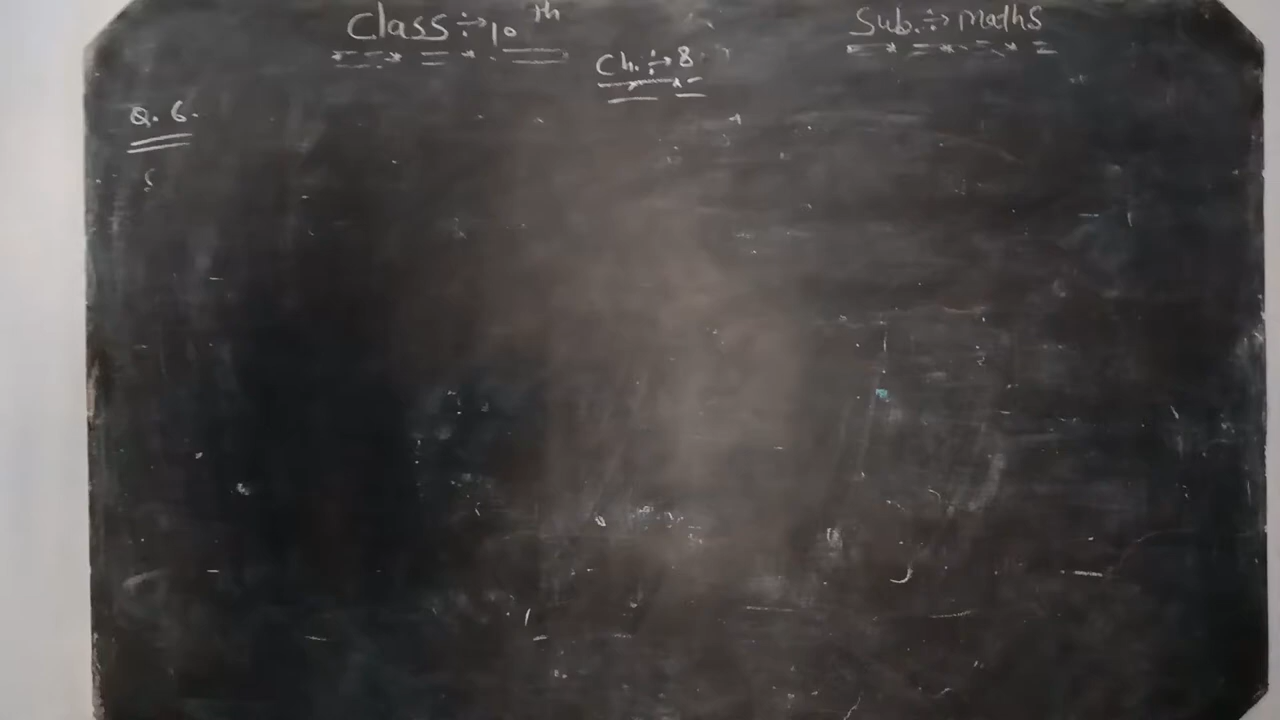 Class :→ 10th
Sub. :→ Maths
Ch. :→ 8
Q. 6.